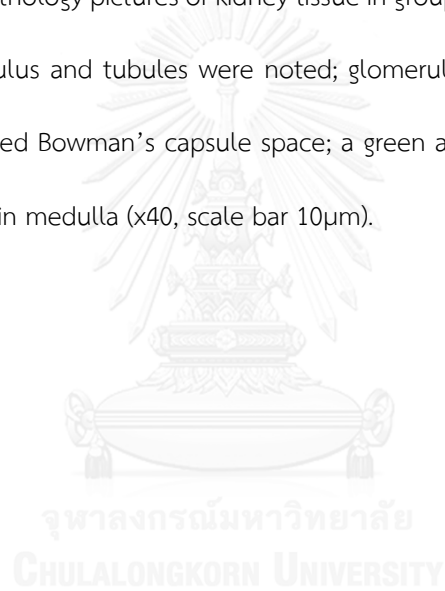 thology pictures of kidney tissue in group
ulus and tubules were noted; glomerul
ed Bowman's capsule space; a green a
in medulla (x40, scale bar 10µm).
จุฬาลงกรณ์มหาวิทยาลัย
CHULALONGKORN UNIVERSITY